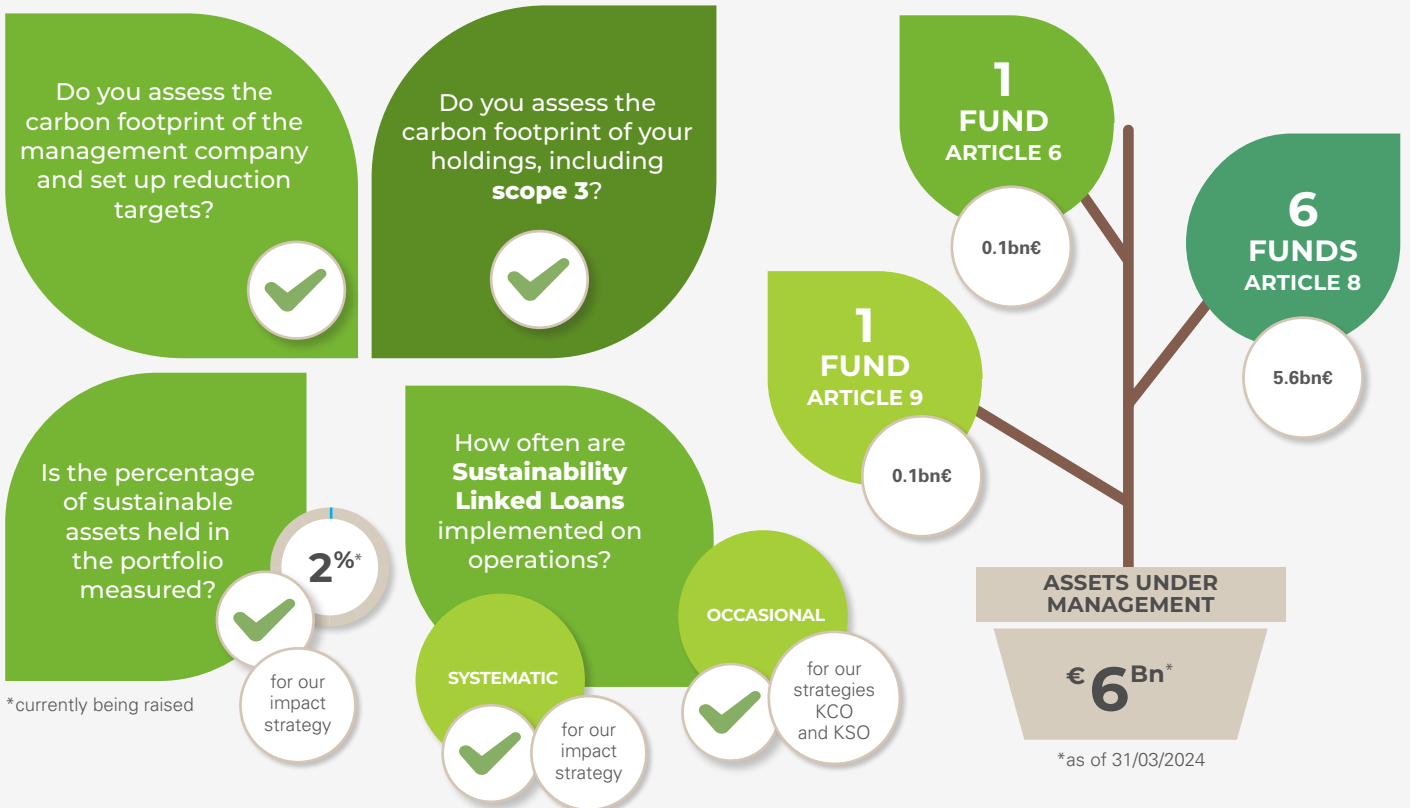 Do you assess the
carbon footprint of the
management company
and set up reduction
targets?
Do you assess the
carbon footprint of your
holdings, including
scope 3?
Is the percentage
of sustainable
assets held in
the portfolio
measured?
2%*
for our
impact
strategy
*currently being raised
How often are
Sustainability
Linked Loans
implemented on
operations?
SYSTEMATIC
for our
impact
strategy
OCCASIONAL
for our
strategies
KCO
and KSO
1
FUND
ARTICLE 6
0.1bn€
6
FUNDS
ARTICLE 8
5.6bn€
1
FUND
ARTICLE 9
0.1bn€
ASSETS UNDER
MANAGEMENT
€6Bn*
*as of 31/03/2024